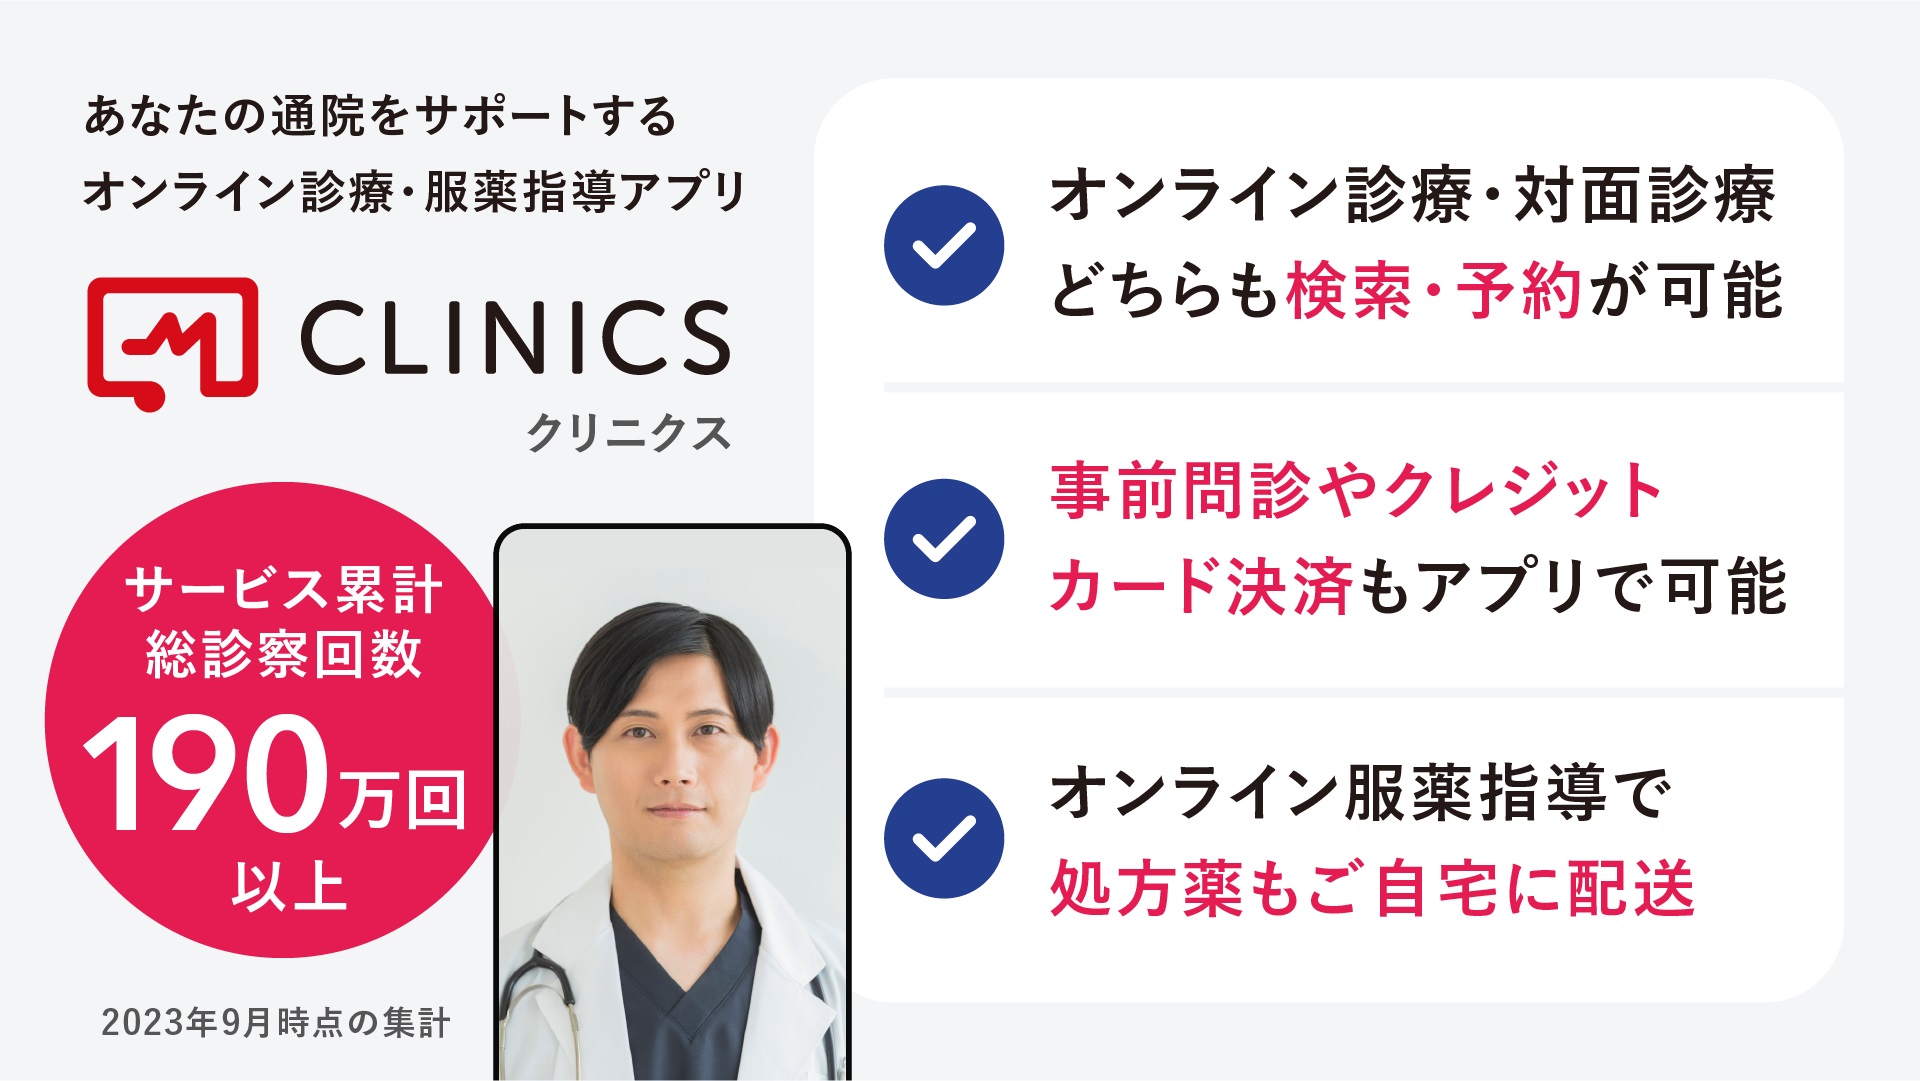 あなたの通院をサポートする
オンライン診療・服薬指導アプリ
CLINICS
クリニクス
サービス累計
総診察回数
190万回
以上
2023年9月時点の集計
オンライン診療・対面診療
どちらも検索・予約が可能
事前問診やクレジット
カード決済もアプリで可能
オンライン服薬指導で
処方薬もご自宅に配送